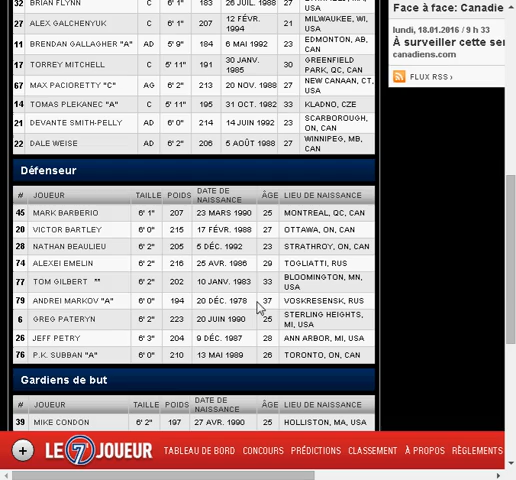 32 BRIAN FLYNN C 6' 1" 183 26 JUIL. 1988 27
27 ALEX GALCHENYUK C 6' 1" 207 12 FÉVR. 1994 21 MILWAUKEE, WI, USA
11 BRENDAN GALLAGHER "A" AD 5' 9" 184 6 MAI 1992 23 EDMONTON, AB, CAN
17 TORREY MITCHELL C 5' 11" 191 30 JANV. 1985 30 GREENFIELD PARK, QC, CAN
67 MAX PACIORETTY "C" AG 6' 2" 213 20 NOV. 1988 27 NEW CANAAN, CT, USA
14 TOMAS PLEKANEC "A" C 5' 11" 195 31 OCT. 1982 33 KLADNO, CZE
21 DEVANTE SMITH-PELLY AD 6' 0" 214 14 JUIN 1992 23 SCARBOROUGH, ON, CAN
22 DALE WEISE AD 6' 2" 206 5 AOÛT 1988 27 WINNIPEG, MB, CAN
Défenseur
# JOUEUR TAILLE POIDS DATE DE NAISSANCE ÂGE LIEU DE NAISSANCE
45 MARK BARBERIO 6' 1" 207 23 MARS 1990 25 MONTREAL, QC, CAN
20 VICTOR BARTLEY 6' 0" 215 17 FÉVR. 1988 27 OTTAWA, ON, CAN
28 NATHAN BEAULIEU 6' 2" 205 5 DÉC. 1992 23 STRATHROY, ON, CAN
74 ALEXEI EMELIN 6' 2" 216 25 AVR. 1986 29 TOGLIATTI, RUS
77 TOM GILBERT "" 6' 2" 202 10 JANV. 1983 33 BLOOMINGTON, MN, USA
79 ANDREI MARKOV "A" 6' 0" 194 20 DÉC. 1978 37 VOSKRESENSK, RUS
6 GREG PATERYN 6' 2" 223 20 JUIN 1990 25 STERLING HEIGHTS, MI, USA
26 JEFF PETRY 6' 3" 204 9 DÉC. 1987 28 ANN ARBOR, MI, USA
76 P.K. SUBBAN "A" 6' 0" 210 13 MAI 1989 26 TORONTO, ON, CAN
Gardiens de but
# JOUEUR TAILLE POIDS DATE DE NAISSANCE ÂGE LIEU DE NAISSANCE
39 MIKE CONDON 6' 2" 197 27 AVR. 1990 25 HOLLISTON, MA, USA
Face à face: Canadie
lundi, 18.01.2016 / 9 h 33
À surveiller cette se
canadiens.com
FLUX RSS ›
LE 7 JOUEUR TABLEAU DE BORD CONCOURS PRÉDICTIONS CLASSEMENT À PROPOS RÈGLEMENTS